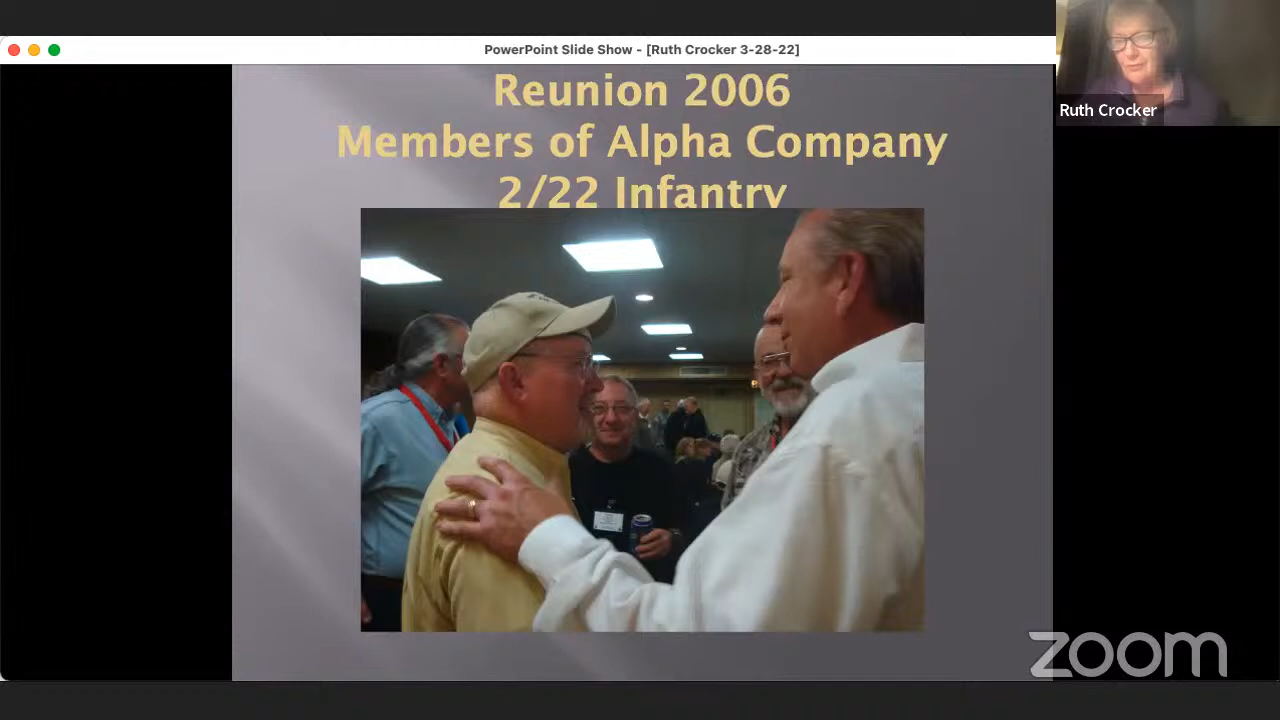 PowerPoint Slide Show - [Ruth Crocker 3-28-22]
Reunion 2006
Members of Alpha Company
2/22 Infantry
Ruth Crocker
zoom